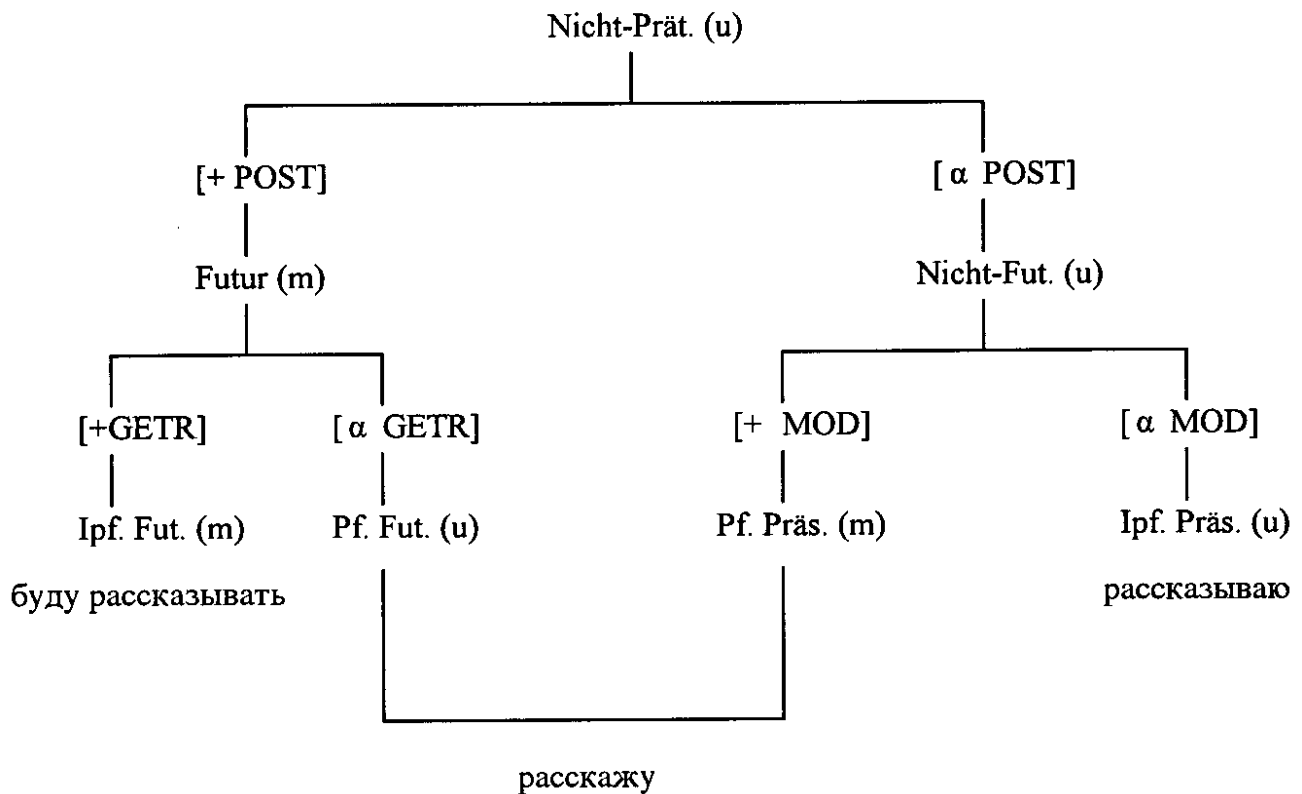 Nicht-Prät. (u)
[+ POST] [ α POST]
Futur (m) Nicht-Fut. (u)
[+GETR] [ α GETR] [+ MOD] [ α MOD]
Ipf. Fut. (m) Pf. Fut. (u) Pf. Präs. (m) Ipf. Präs. (u)
буду рассказывать рассказываю
расскажу